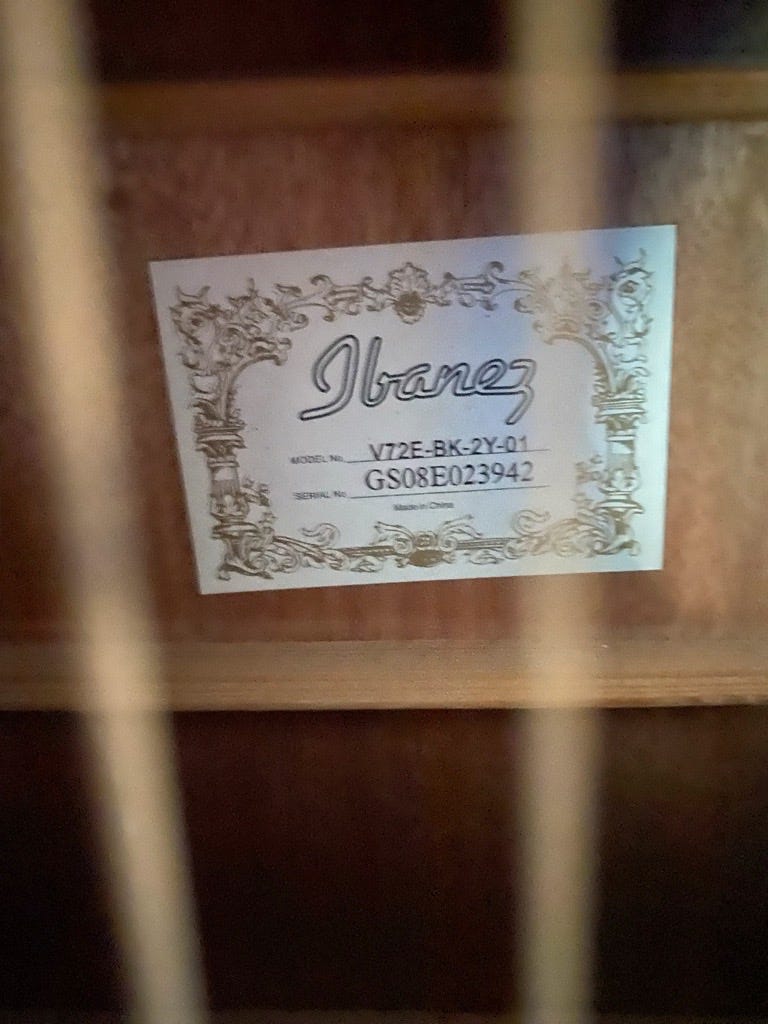 Ibanez
MODEL No. V72E-BK-2Y-01
SERIAL No. GS08E023942
Made in China